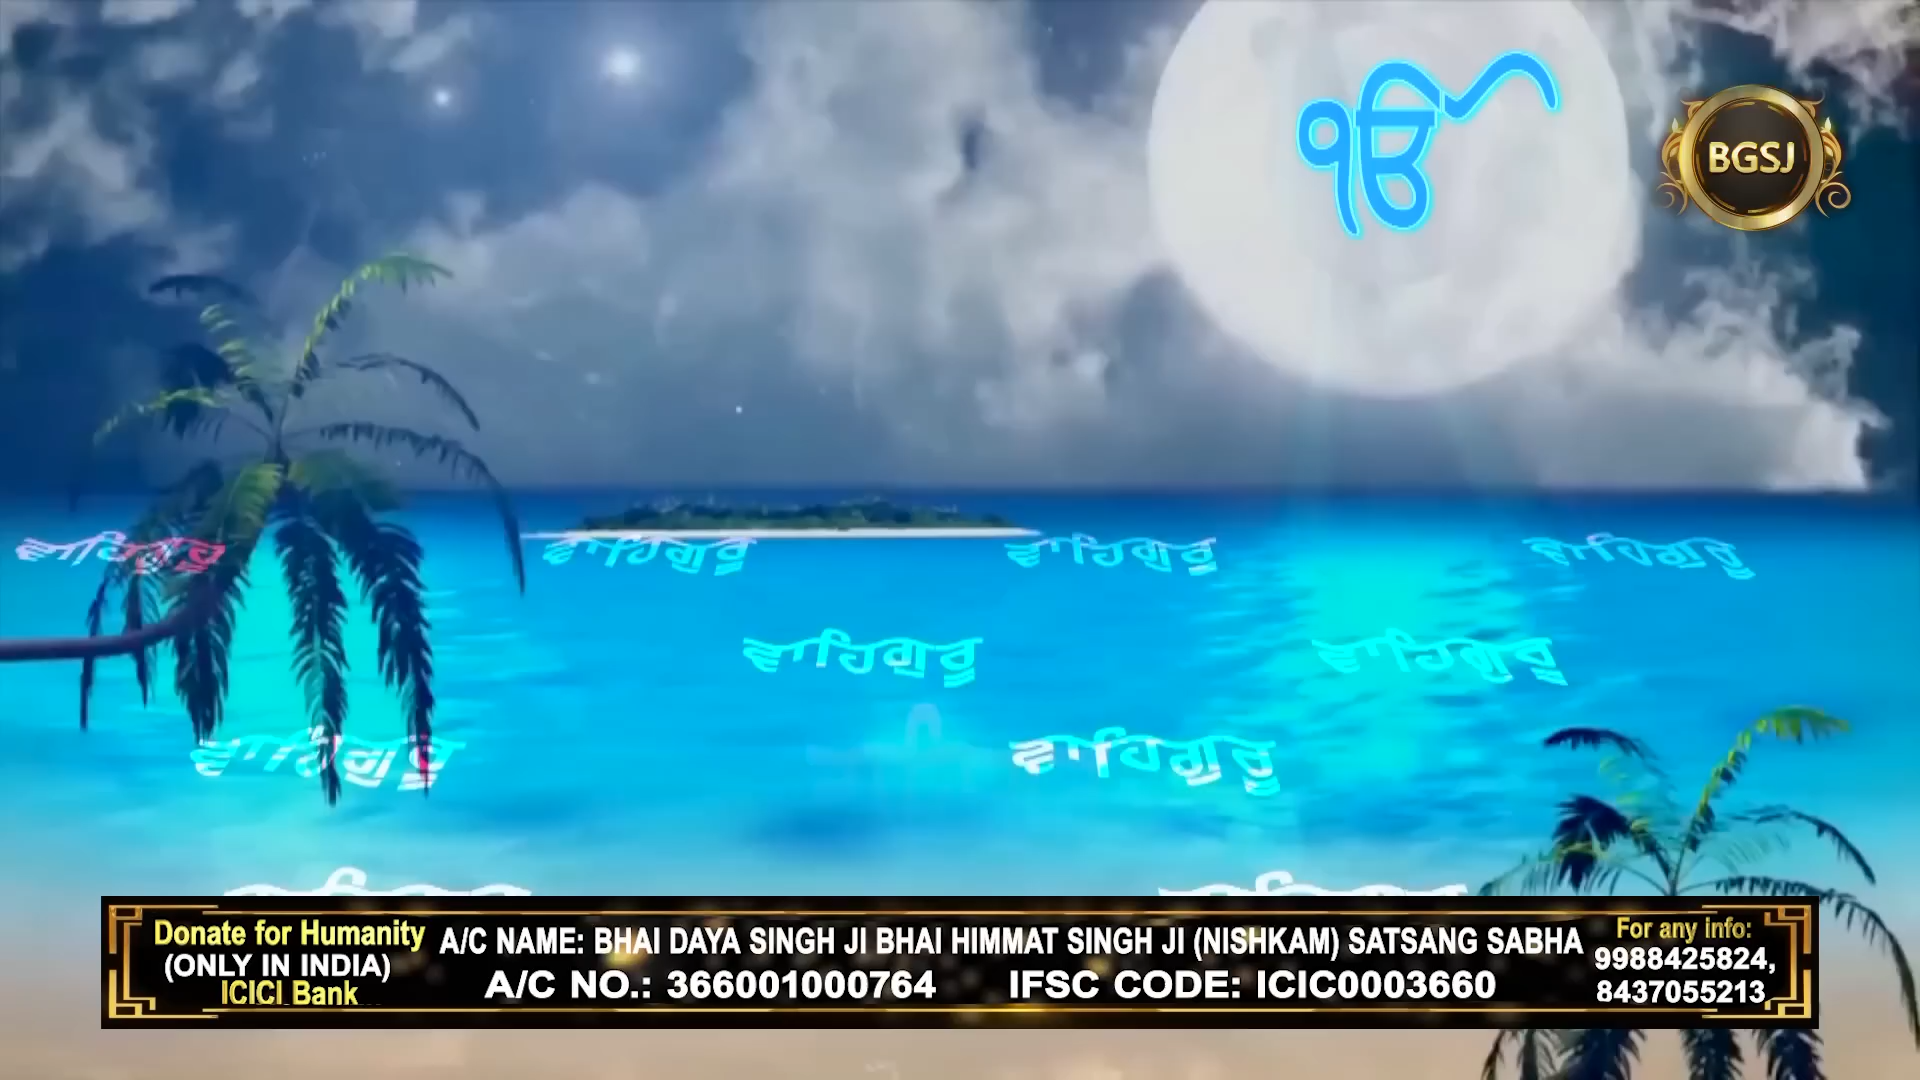 ੴ
BGSJ
ਵਾਹਿਗੁਰੂ ਵਾਹਿਗੁਰੂ ਵਾਹਿਗੁਰੂ ਵਾਹਿਗੁਰੂ
ਵਾਹਿਗੁਰੂ ਵਾਹਿਗੁਰੂ
ਵਾਹਿਗੁਰੂ ਵਾਹਿਗੁਰੂ
Donate for Humanity
(ONLY IN INDIA)
ICICI Bank
A/C NAME: BHAI DAYA SINGH JI BHAI HIMMAT SINGH JI (NISHKAM) SATSANG SABHA
A/C NO.: 366001000764 IFSC CODE: ICIC0003660
For any info:
9988425824,
8437055213